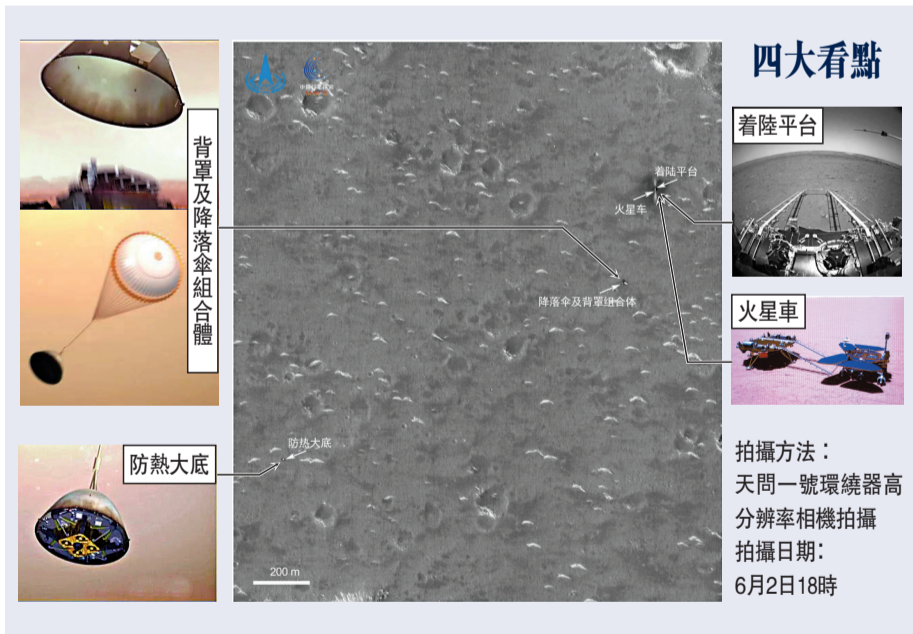 四大看點
背罩及降落傘組合體
着陸平台
着陆平台
火星车
降落伞及背罩组合体
火星車
防热大底
防熱大底
200 m
拍攝方法：
天問一號環繞器高
分辨率相機拍攝
拍攝日期：
6月2日18時